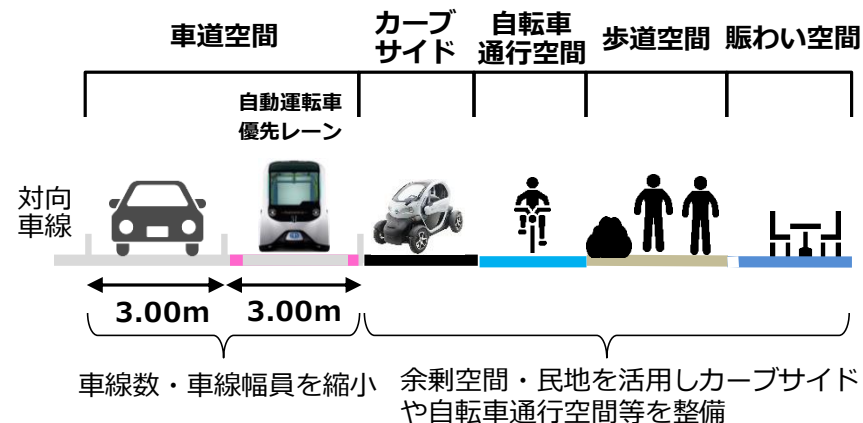 車道空間
カーブ
サイド
自転車
通行空間
歩道空間
賑わい空間
自動運転車
優先レーン
対向
車線
3.00m
3.00m
車線数・車線幅員を縮小
余剰空間・民地を活用しカーブサイド
や自転車通行空間等を整備